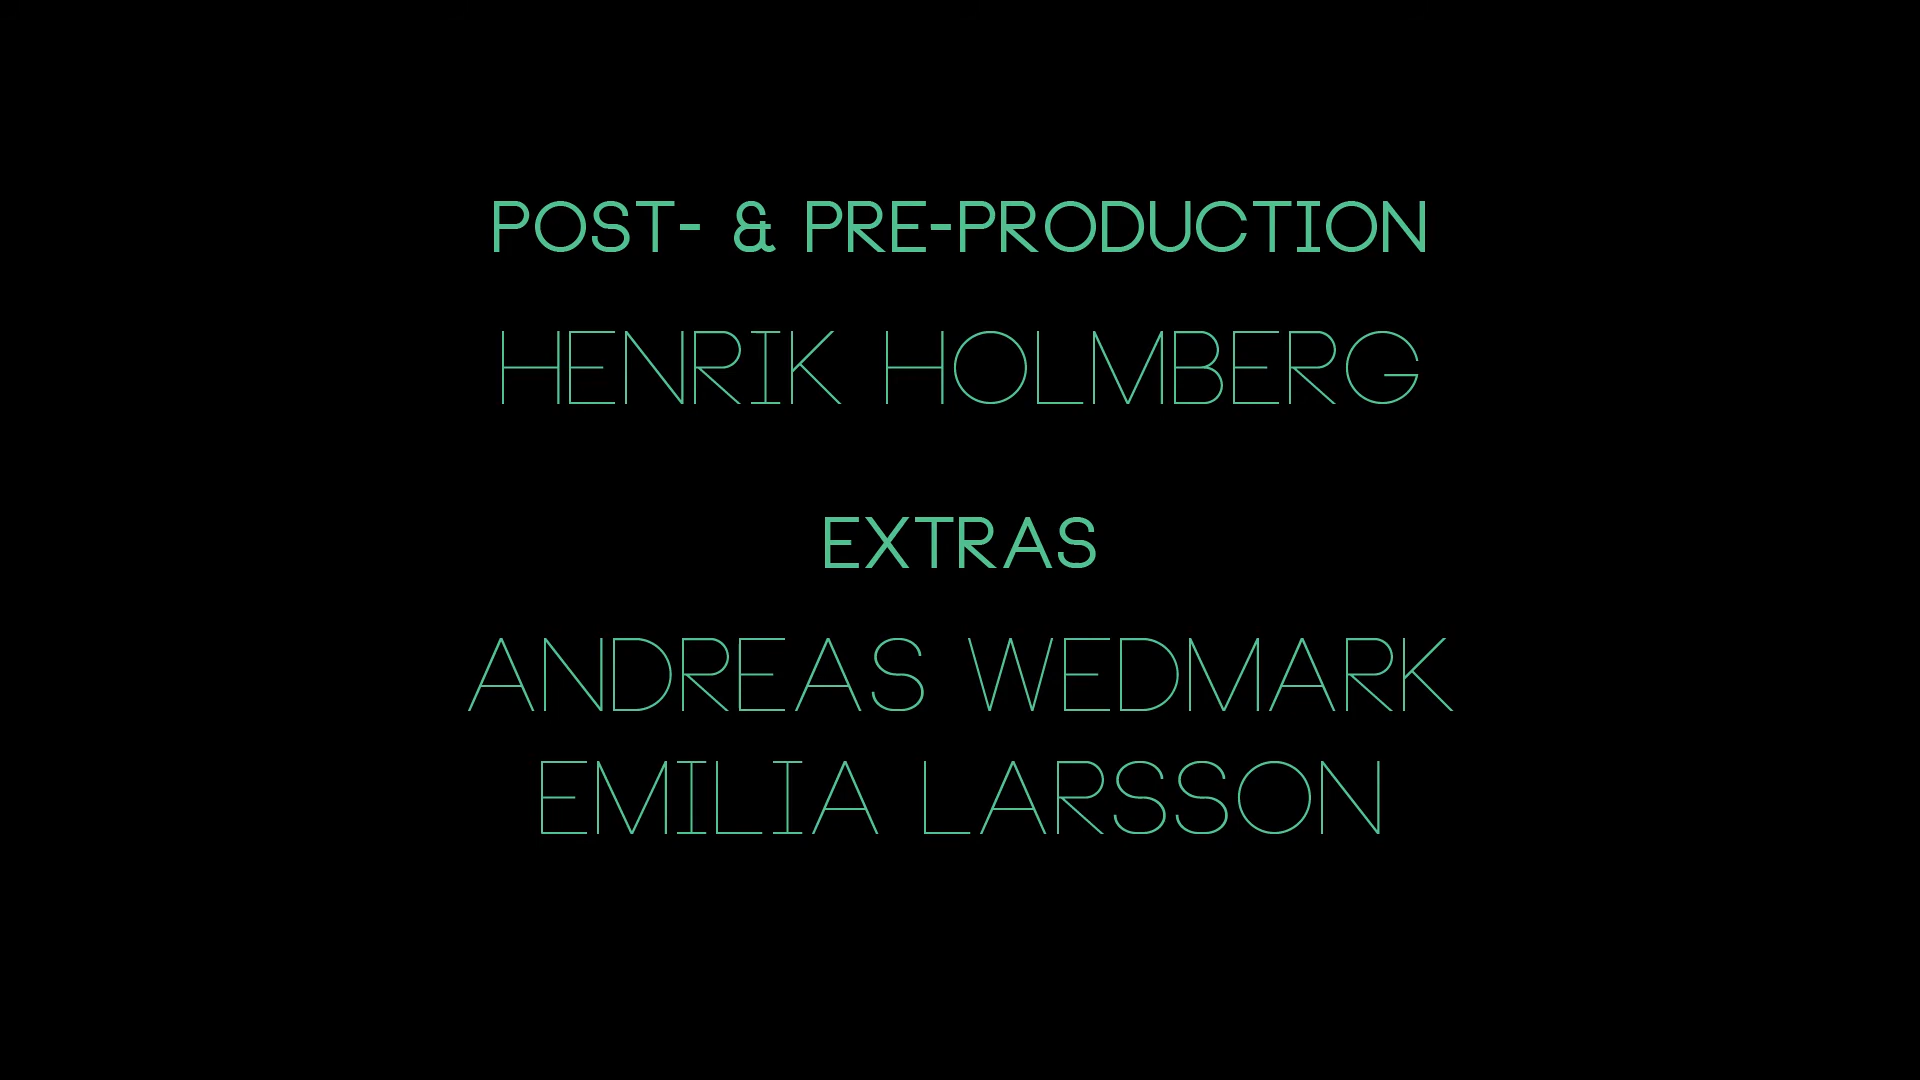 POST- & PRE-PRODUCTION
HENRIK HOLMBERG
EXTRAS
ANDREAS WEDMARK
EMILIA LARSSON